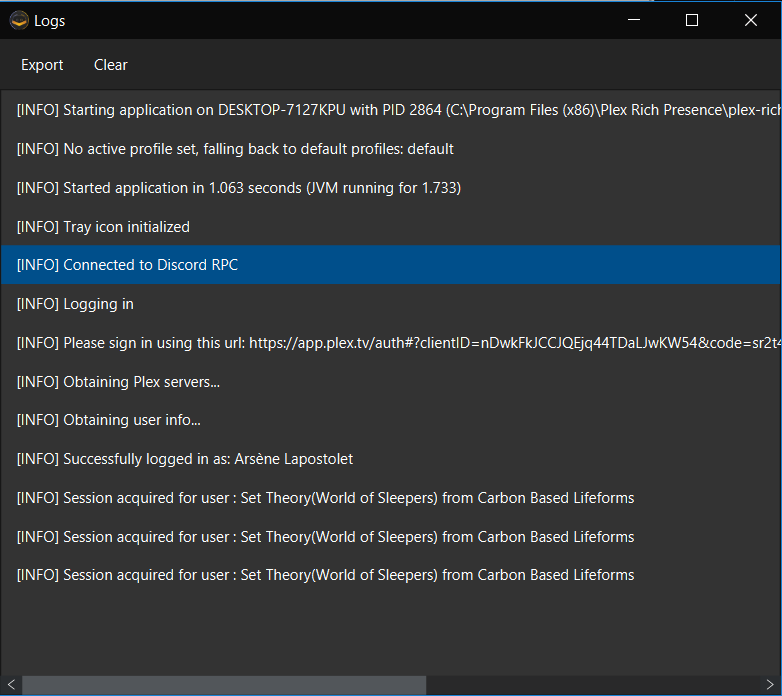 Logs
Export Clear
[INFO] Starting application on DESKTOP-7127KPU with PID 2864 (C:\Program Files (x86)\Plex Rich Presence\plex-rich
[INFO] No active profile set, falling back to default profiles: default
[INFO] Started application in 1.063 seconds (JVM running for 1.733)
[INFO] Tray icon initialized
[INFO] Connected to Discord RPC
[INFO] Logging in
[INFO] Please sign in using this url: https://app.plex.tv/auth#?clientID=nDwkFkJCCJQEjq44TDaLJwKW54&code=sr2t4
[INFO] Obtaining Plex servers...
[INFO] Obtaining user info...
[INFO] Successfully logged in as: Arsène Lapostolet
[INFO] Session acquired for user : Set Theory(World of Sleepers) from Carbon Based Lifeforms
[INFO] Session acquired for user : Set Theory(World of Sleepers) from Carbon Based Lifeforms
[INFO] Session acquired for user : Set Theory(World of Sleepers) from Carbon Based Lifeforms